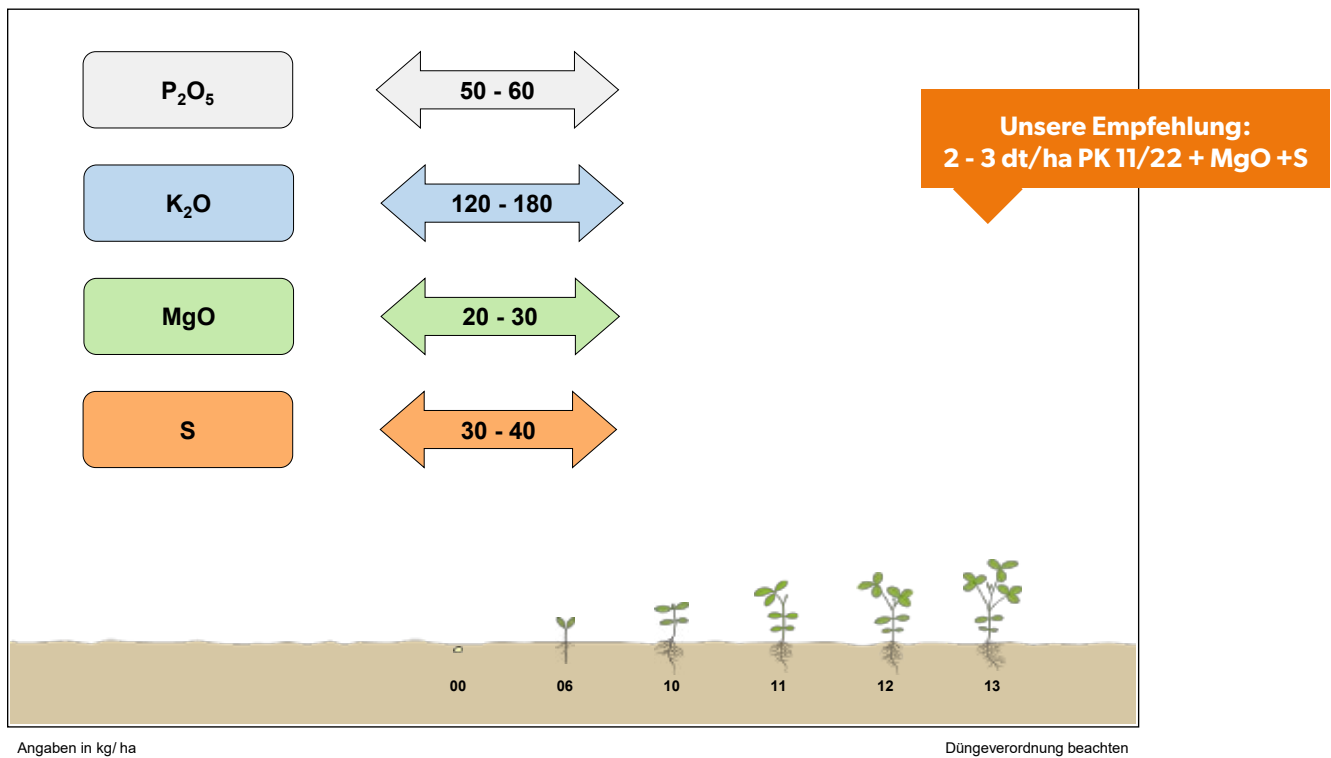 P₂O₅
50 - 60
Unsere Empfehlung:
2 - 3 dt/ha PK 11/22 + MgO +S
K₂O
120 - 180
MgO
20 - 30
S
30 - 40
00 06 10 11 12 13
Angaben in kg/ ha
Düngeverordnung beachten